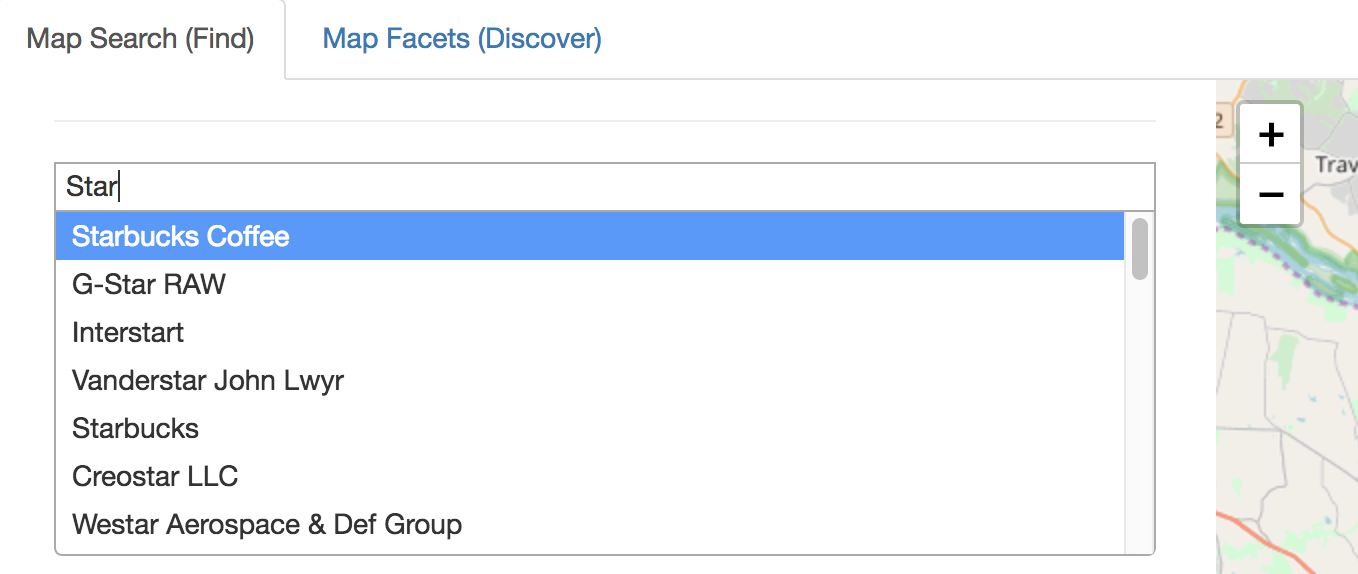 Map Search (Find)
Map Facets (Discover)
Star
Starbucks Coffee
G-Star RAW
Interstart
Vanderstar John Lwyr
Starbucks
Creostar LLC
Westar Aerospace & Def Group
2
+
Trav
−